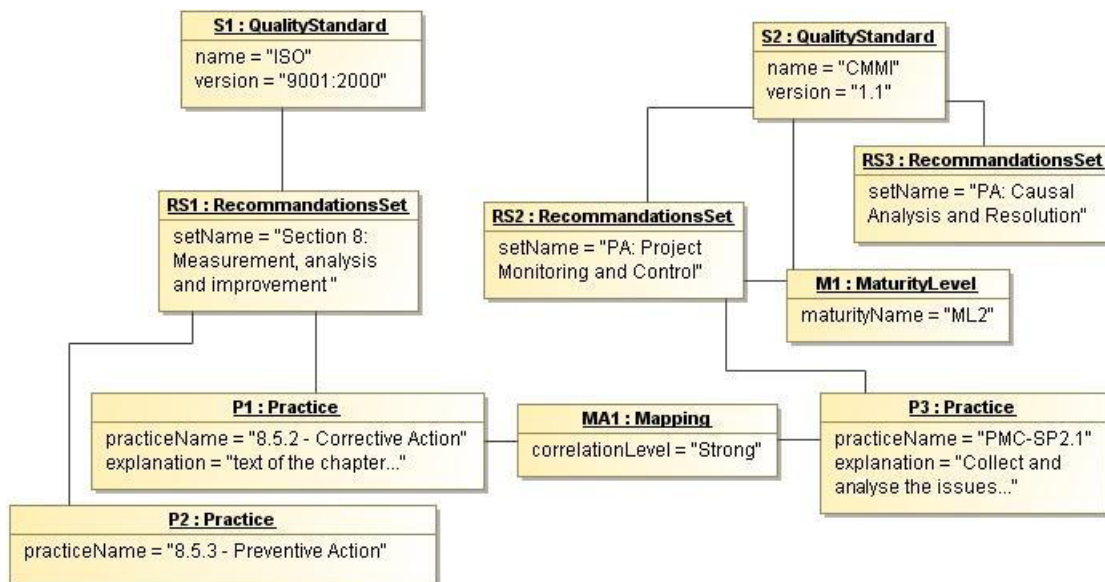 S1 : QualityStandard
name = "ISO"
version = "9001:2000"
S2 : QualityStandard
name = "CMMI"
version = "1.1"
RS3 : RecommandationsSet
setName = "PA: Causal
Analysis and Resolution"
RS1 : RecommandationsSet
setName = "Section 8:
Measurement, analysis
and improvement"
RS2 : RecommandationsSet
setName = "PA: Project
Monitoring and Control"
M1 : MaturityLevel
maturityName = "ML2"
P1 : Practice
practiceName = "8.5.2 - Corrective Action"
explanation = "text of the chapter..."
MA1 : Mapping
correlationLevel = "Strong"
P3 : Practice
practiceName = "PMC-SP2.1"
explanation = "Collect and
analyse the issues..."
P2 : Practice
practiceName = "8.5.3 - Preventive Action"